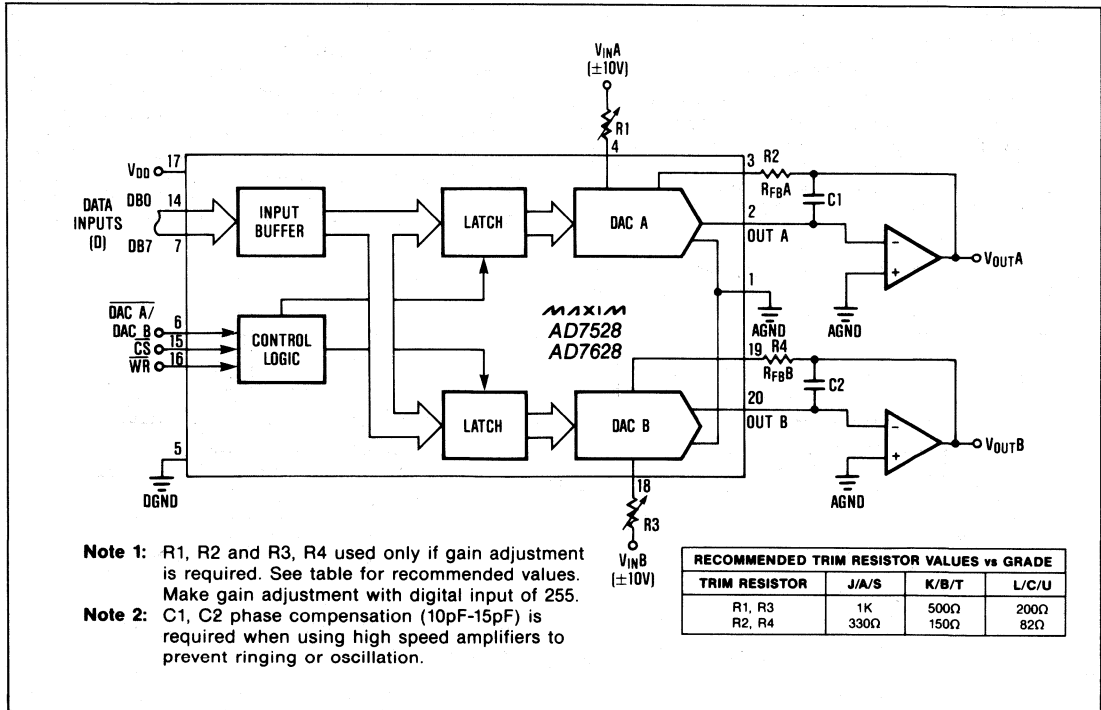 VINA
(±10V)
R1
4
VDD 17
DATA
INPUTS
(D)
DB0 14
DB7 7
INPUT
BUFFER
LATCH
DAC A
3 R2
RFBA
C1
2
OUT A
-
+
VOUTA
AGND
1
AGND
DAC A/
DAC B 6
CS 15
WR 16
CONTROL
LOGIC
MAXIM
AD7528
AD7628
19 R4
RFBB
C2
20
OUT B
-
+
VOUTB
AGND
LATCH
DAC B
5
DGND
18
R3
VINB
(±10V)
Note 1: R1, R2 and R3, R4 used only if gain adjustment
is required. See table for recommended values.
Make gain adjustment with digital input of 255.
Note 2: C1, C2 phase compensation (10pF-15pF) is
required when using high speed amplifiers to
prevent ringing or oscillation.
RECOMMENDED TRIM RESISTOR VALUES vs GRADE
TRIM RESISTOR J/A/S K/B/T L/C/U
R1, R3 1K 500Ω 200Ω
R2, R4 330Ω 150Ω 82Ω